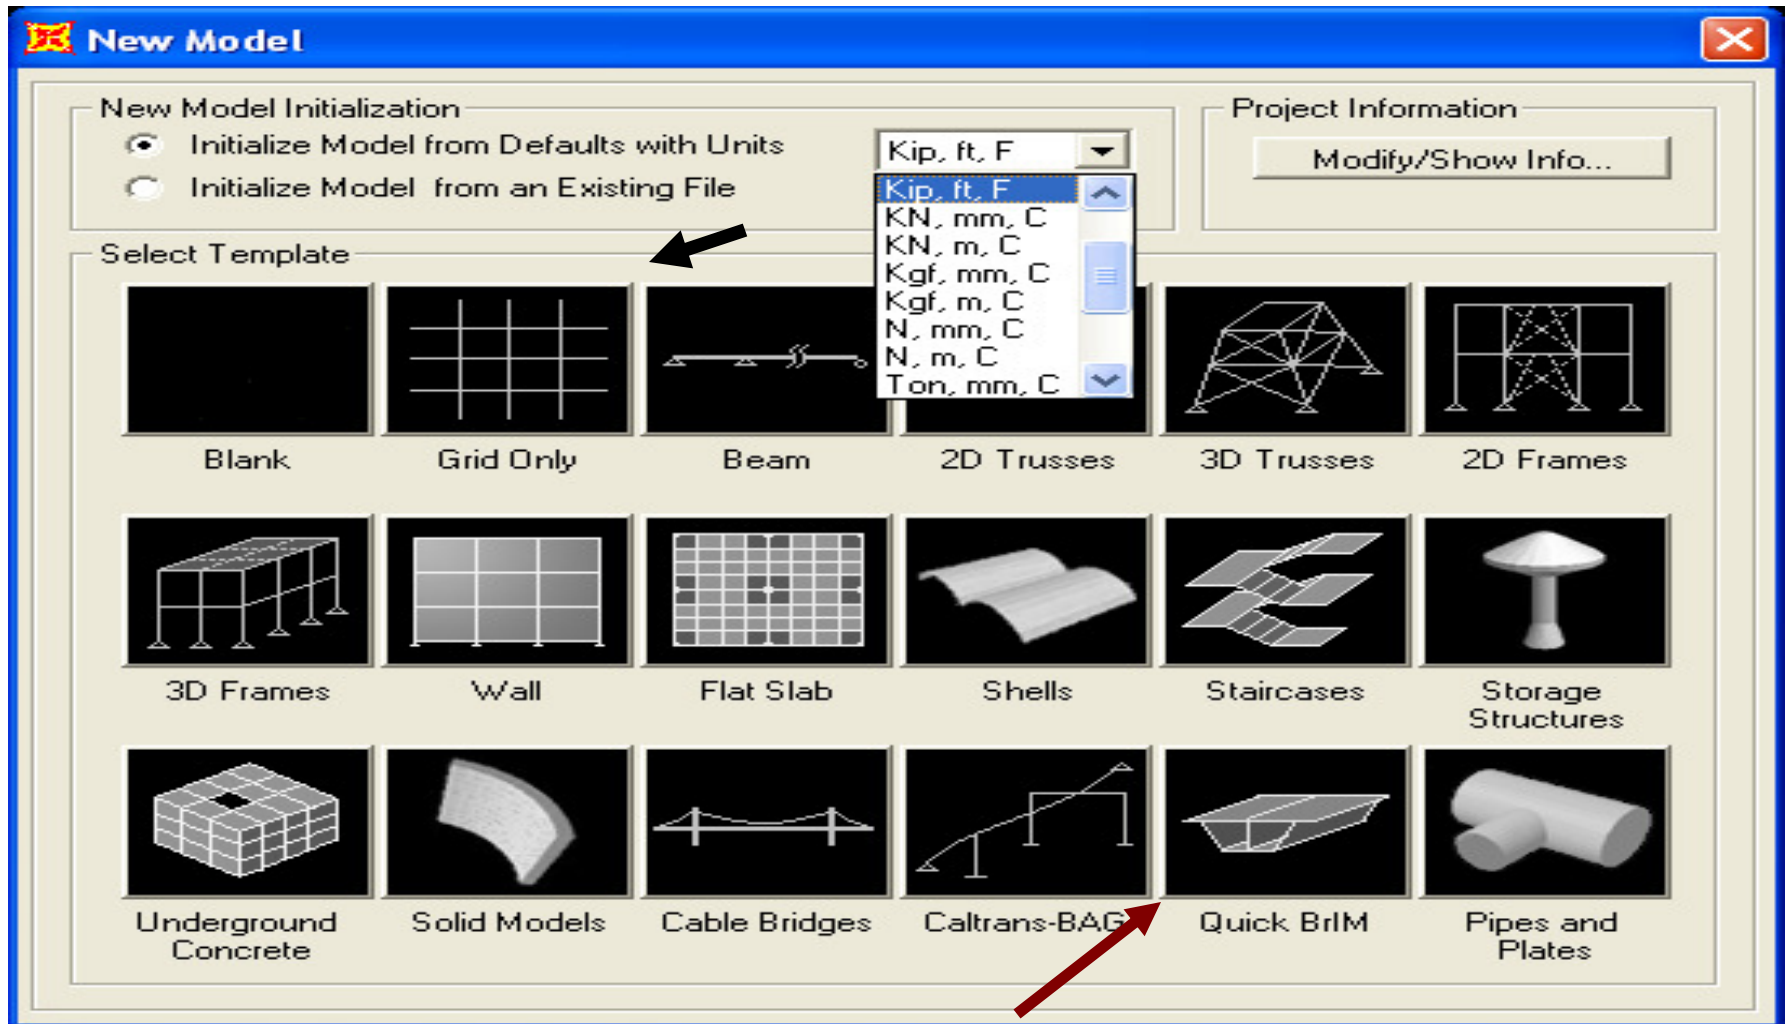 New Model
New Model Initialization
Initialize Model from Defaults with Units
Kip, ft, F
Initialize Model from an Existing File
Kip, ft, F
KN, mm, C
KN, m, C
Kgf, mm, C
Kgf, m, C
N, mm, C
N, m, C
Ton, mm, C
Project Information
Modify/Show Info...
Select Template
Blank
Grid Only
Beam
2D Trusses
3D Trusses
2D Frames
3D Frames
Wall
Flat Slab
Shells
Staircases
Storage
Structures
Underground
Concrete
Solid Models
Cable Bridges
Caltrans-BAG
Quick BrIM
Pipes and
Plates